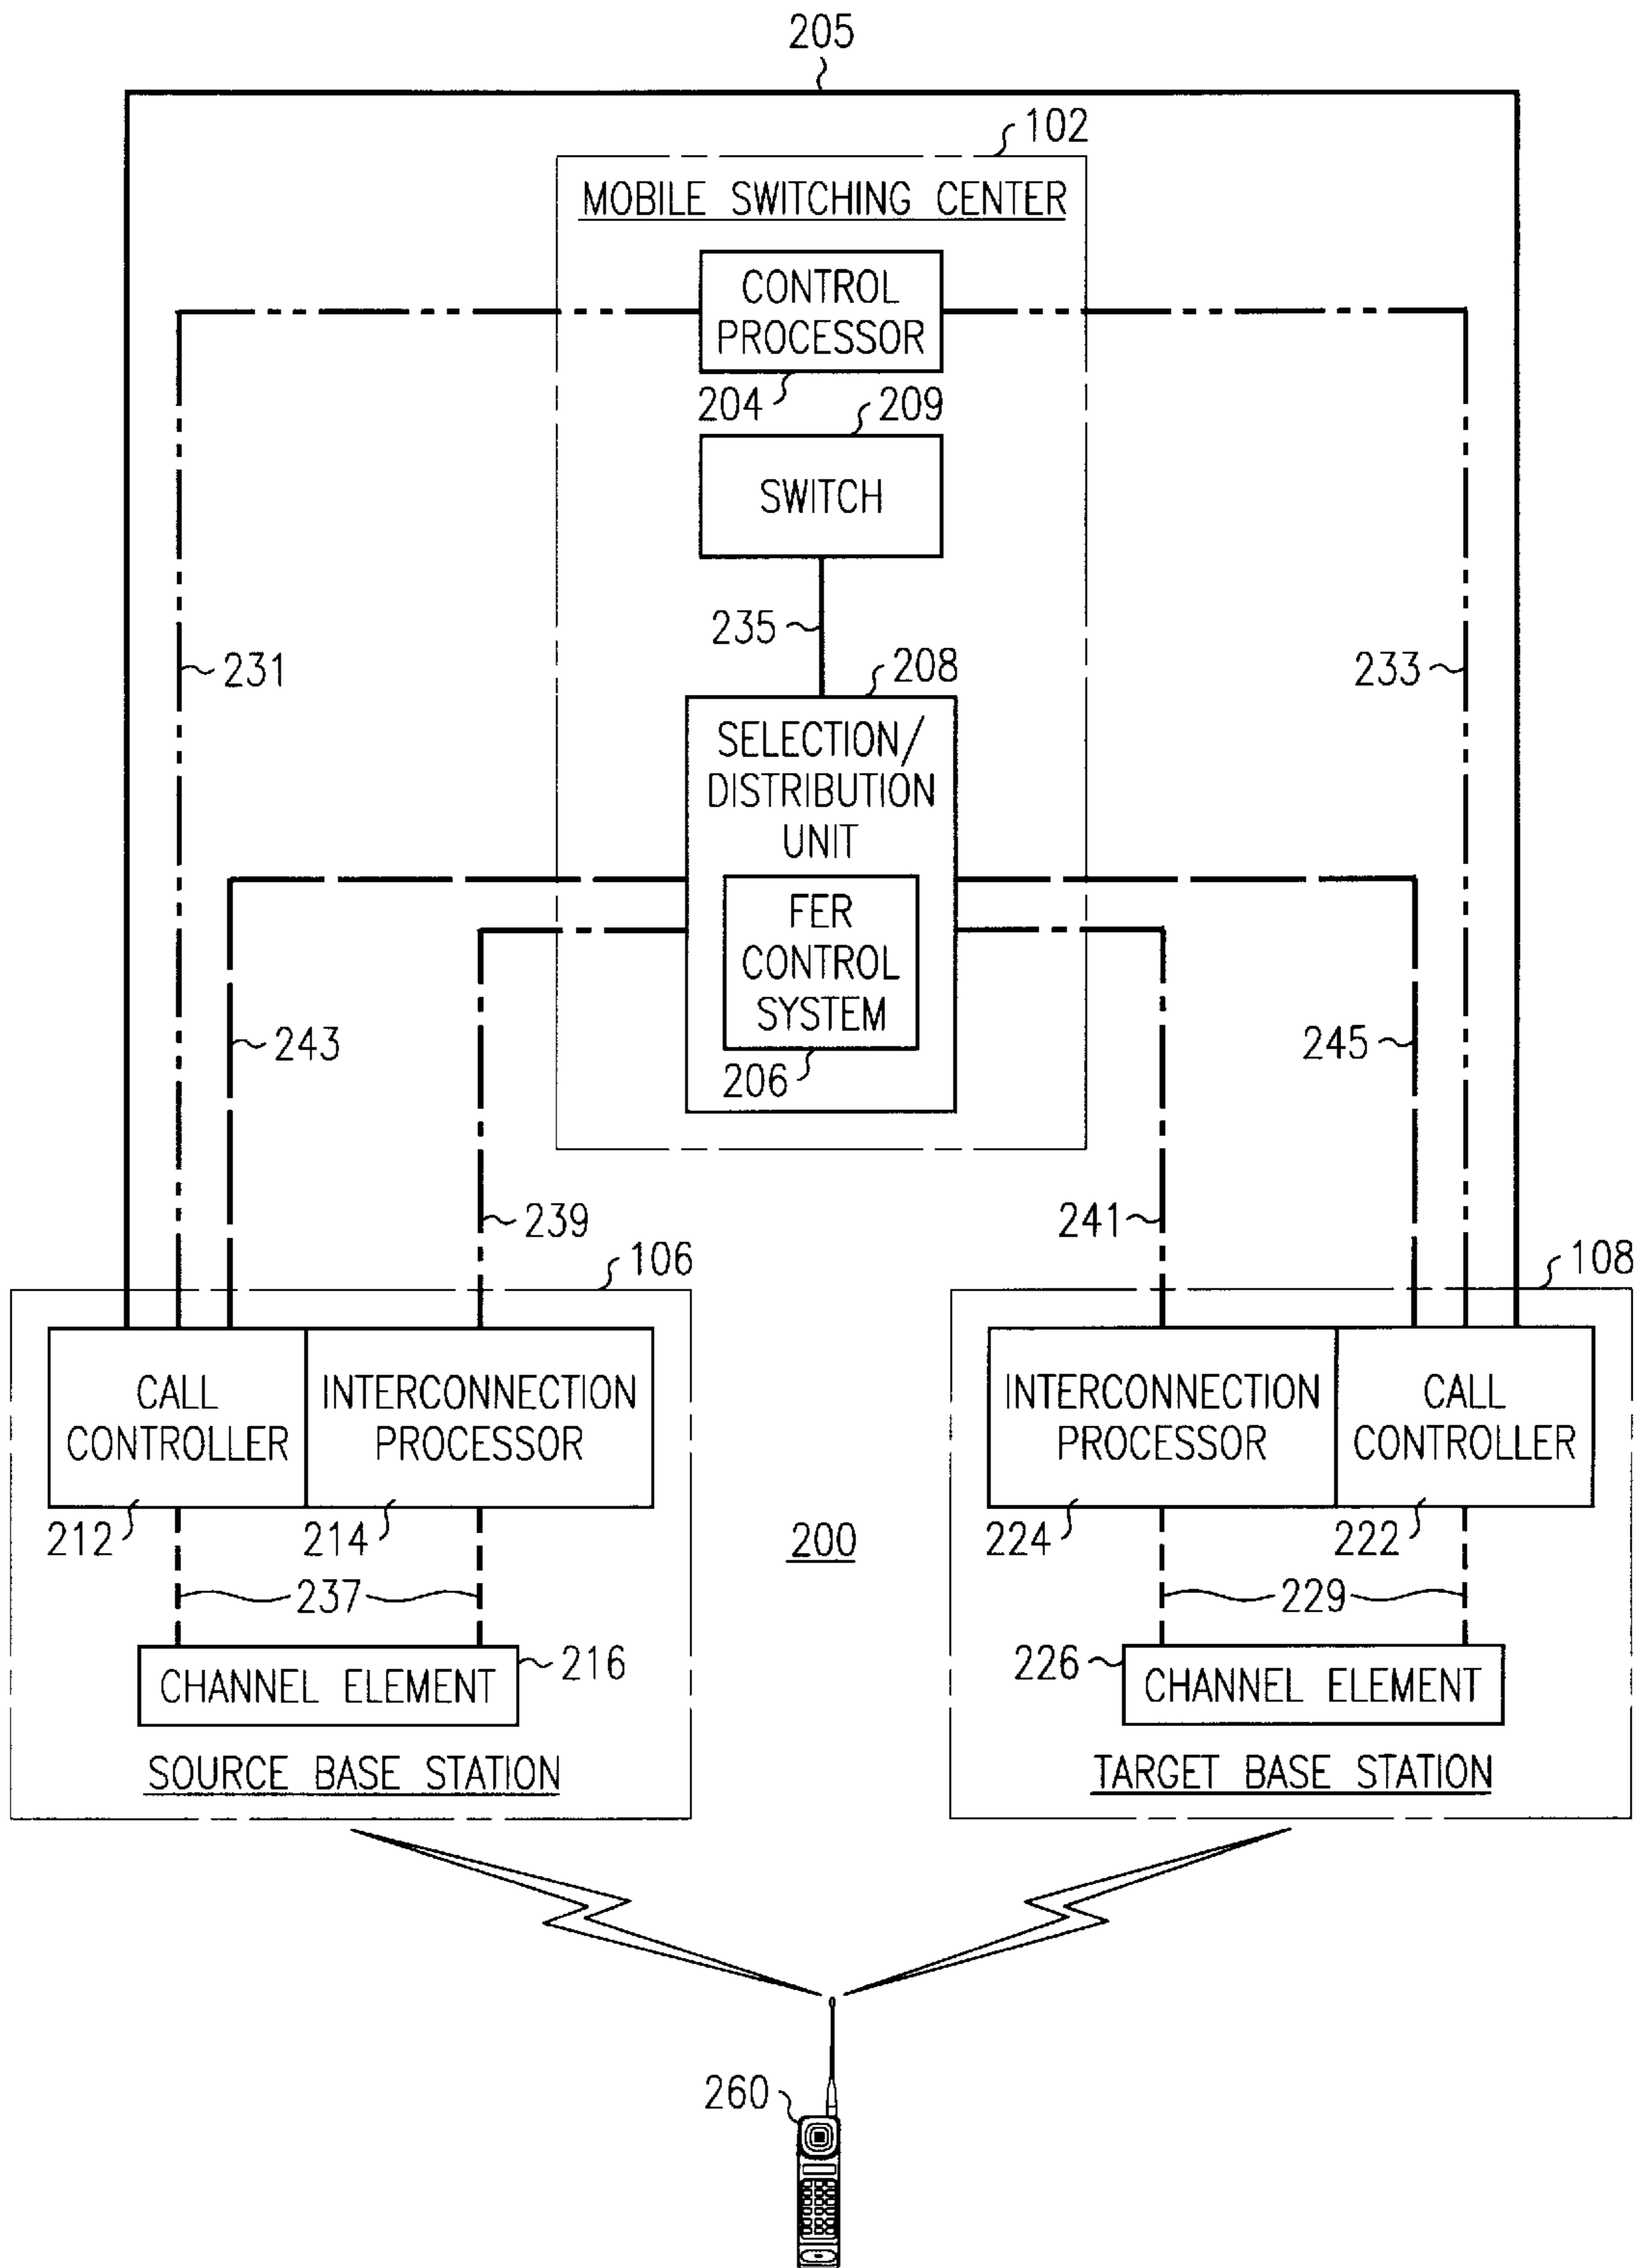 205
102
MOBILE SWITCHING CENTER
CONTROL
PROCESSOR
204
209
SWITCH
235
231
208
233
SELECTION/
DISTRIBUTION
UNIT
FER
CONTROL
SYSTEM
206
243
245
239
241
106
108
CALL
CONTROLLER
INTERCONNECTION
PROCESSOR
INTERCONNECTION
PROCESSOR
CALL
CONTROLLER
212
214
200
224
222
237
229
CHANNEL ELEMENT
216
226
CHANNEL ELEMENT
SOURCE BASE STATION
TARGET BASE STATION
260